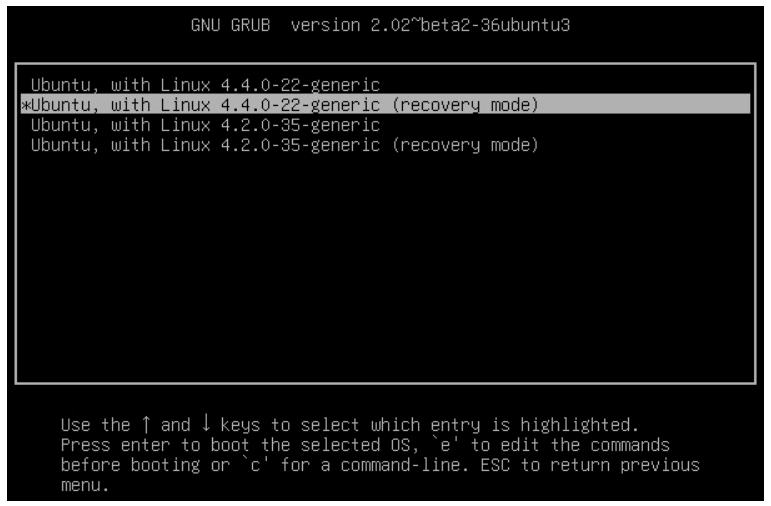 GNU GRUB  version 2.02~beta2-36ubuntu3
Ubuntu, with Linux 4.4.0-22-generic
*Ubuntu, with Linux 4.4.0-22-generic (recovery mode)
Ubuntu, with Linux 4.2.0-35-generic
Ubuntu, with Linux 4.2.0-35-generic (recovery mode)
Use the ↑ and ↓ keys to select which entry is highlighted.
Press enter to boot the selected OS, `e' to edit the commands
before booting or `c' for a command-line. ESC to return previous
menu.